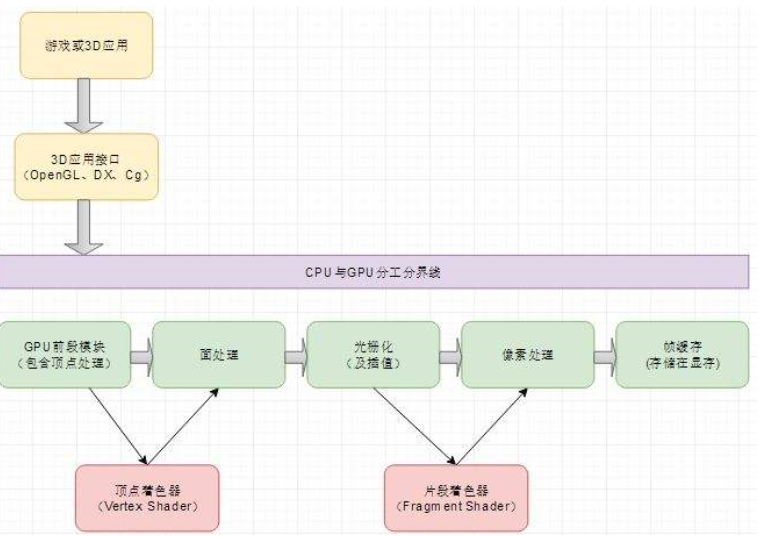 游戏或3D应用
3D应用接口
（OpenGL、DX、Cg）
CPU与GPU分工分界线
GPU前段模块
（包含顶点处理）
面处理
光栅化
（及插值）
像素处理
帧缓存
(存储在显存)
顶点着色器
（Vertex Shader）
片段着色器
（Fragment Shader）